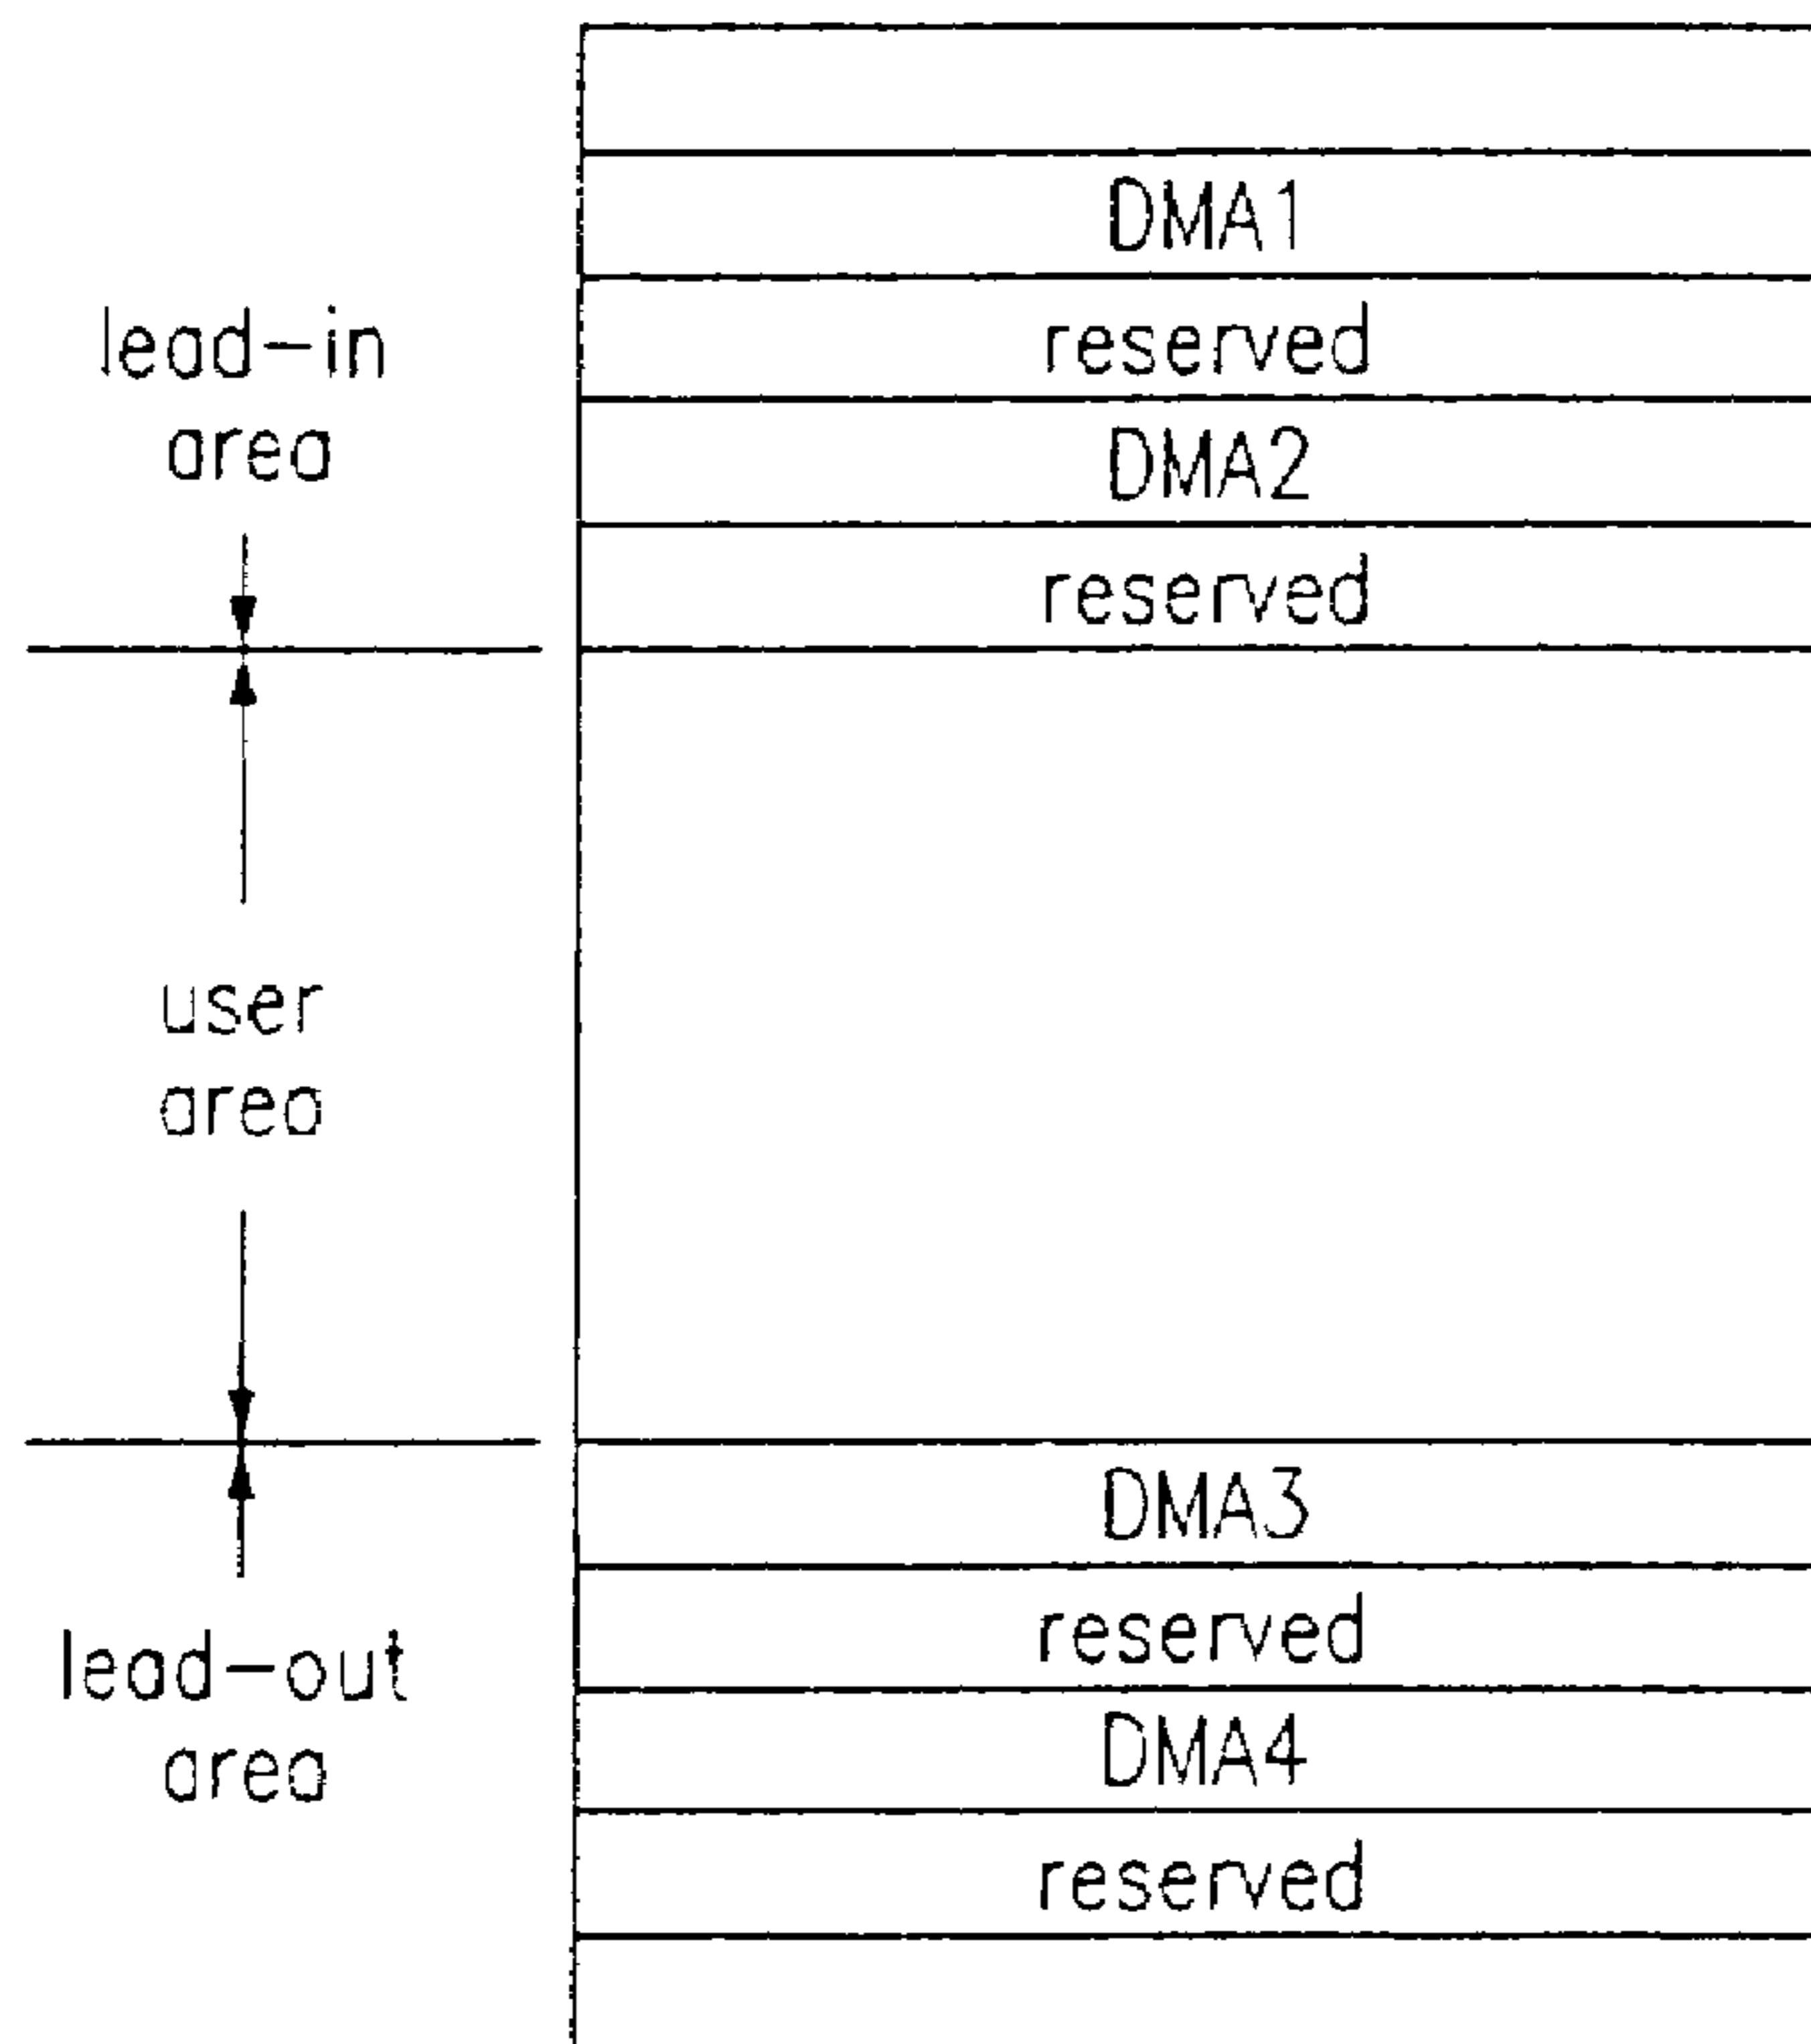 DMA1
lead-in
area
reserved
DMA2
reserved
user
area
DMA3
reserved
lead-out
area
DMA4
reserved